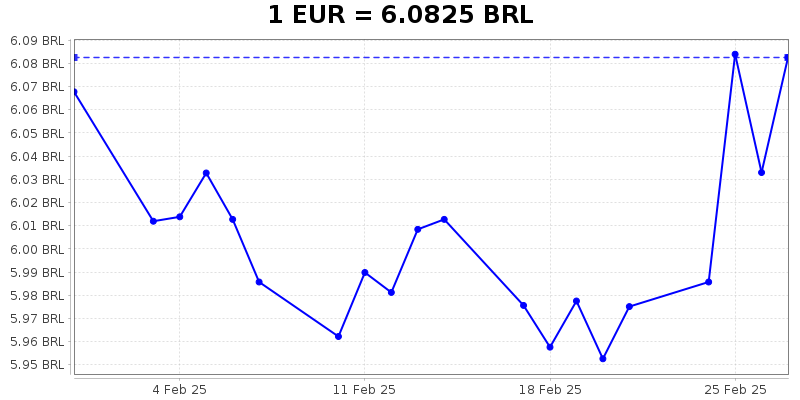 1 EUR = 6.0825 BRL
6.09 BRL
6.08 BRL
6.07 BRL
6.06 BRL
6.05 BRL
6.04 BRL
6.03 BRL
6.02 BRL
6.01 BRL
6.00 BRL
5.99 BRL
5.98 BRL
5.97 BRL
5.96 BRL
5.95 BRL
4 Feb 25
11 Feb 25
18 Feb 25
25 Feb 25